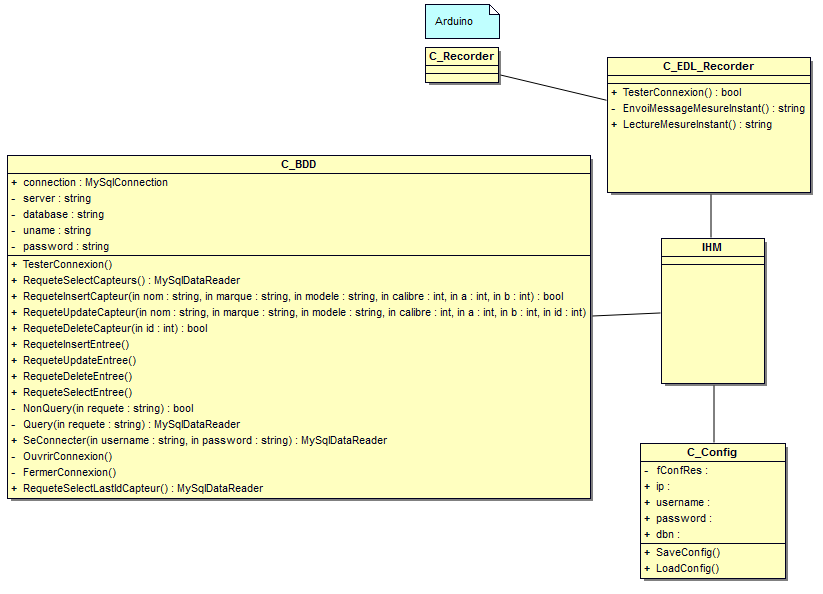 Arduino
C_Recorder
C_EDL_Recorder
+ TesterConnexion() : bool
- EnvoiMessageMesureInstant() : string
+ LectureMesureInstant() : string
C_BDD
+ connection : MySqlConnection
- server : string
- database : string
- uname : string
- password : string
+ TesterConnexion()
+ RequeteSelectCapteurs() : MySqlDataReader
+ RequeteInsertCapteur(in nom : string, in marque : string, in modele : string, in calibre : int, in a : int, in b : int) : bool
+ RequeteUpdateCapteur(in nom : string, in marque : string, in modele : string, in calibre : int, in a : int, in b : int, in id : int)
+ RequeteDeleteCapteur(in id : int) : bool
+ RequeteInsertEntree()
+ RequeteUpdateEntree()
+ RequeteDeleteEntree()
+ RequeteSelectEntree()
- NonQuery(in requete : string) : bool
- Query(in requete : string) : MySqlDataReader
+ SeConnecter(in username : string, in password : string) : MySqlDataReader
- OuvrirConnexion()
- FermerConnexion()
+ RequeteSelectLastIdCapteur() : MySqlDataReader
IHM
C_Config
- fConfRes :
+ ip :
+ username :
+ password :
+ dbn :
+ SaveConfig()
+ LoadConfig()